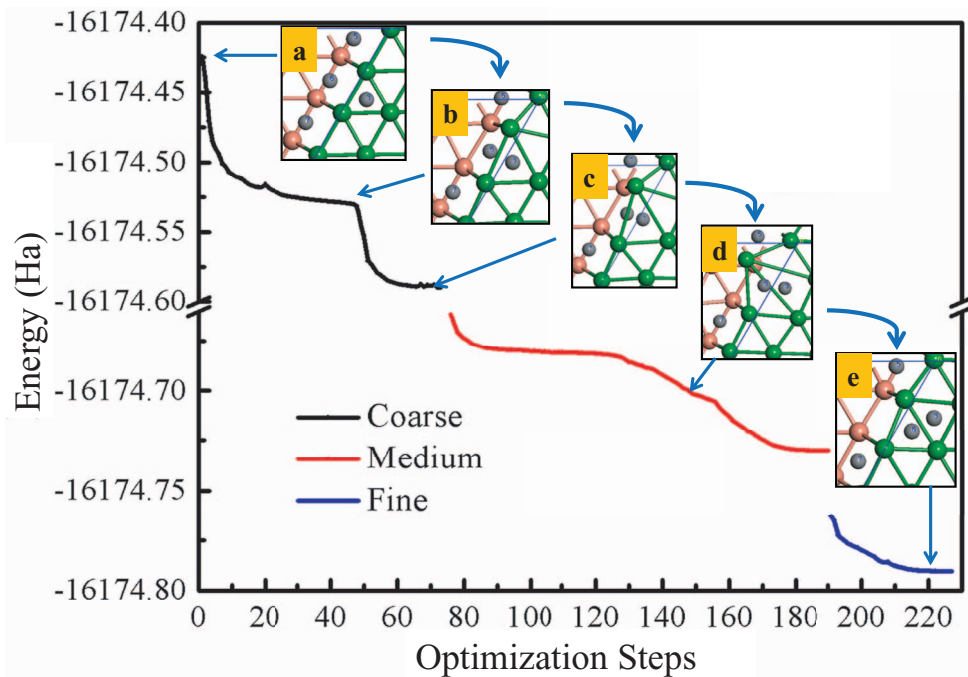 Energy (Ha)
-16174.40
-16174.45
-16174.50
-16174.55
-16174.60
-16174.70
-16174.75
-16174.80
a
b
c
d
e
Coarse
Medium
Fine
0 20 40 60 80 100 120 140 160 180 200 220
Optimization Steps